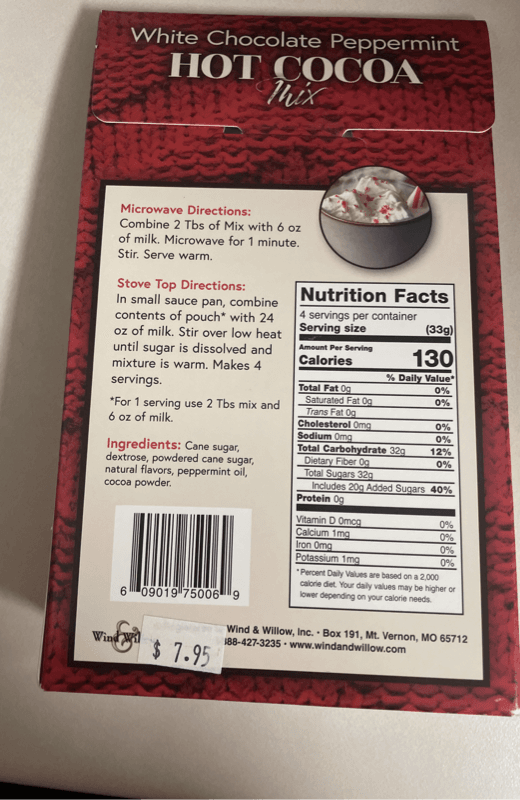 White Chocolate Peppermint
HOT COCOA
Mix
Microwave Directions:
Combine 2 Tbs of Mix with 6 oz
of milk. Microwave for 1 minute.
Stir. Serve warm.
Stove Top Directions:
In small sauce pan, combine
contents of pouch* with 24
oz of milk. Stir over low heat
until sugar is dissolved and
mixture is warm. Makes 4
servings.
*For 1 serving use 2 Tbs mix and
6 oz of milk.
Ingredients: Cane sugar,
dextrose, powdered cane sugar,
natural flavors, peppermint oil,
cocoa powder.
6 09019 75006 9
Nutrition Facts
4 servings per container
Serving size (33g)
Amount Per Serving
Calories 130
% Daily Value*
Total Fat 0g 0%
Saturated Fat 0g 0%
Trans Fat 0g
Cholesterol 0mg 0%
Sodium 0mg 0%
Total Carbohydrate 32g 12%
Dietary Fiber 0g 0%
Total Sugars 32g
Includes 20g Added Sugars 40%
Protein 0g
Vitamin D 0mcg 0%
Calcium 1mg 0%
Iron 0mg 0%
Potassium 1mg 0%
*Percent Daily Values are based on a 2,000
calorie diet. Your daily values may be higher or
lower depending on your calorie needs.
Wind & Wil
$ 7.95
Wind & Willow, Inc. • Box 191, Mt. Vernon, MO 65712
88-427-3235 • www.windandwillow.com